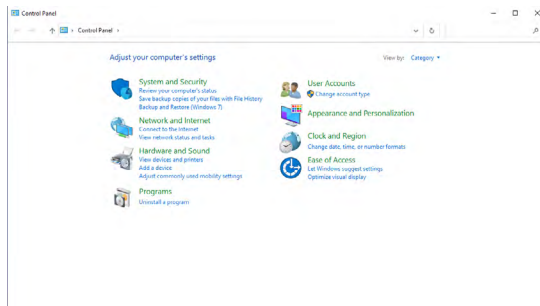 Control Panel
Control Panel
Adjust your computer's settings
View by: Category
System and Security
Review your computer's status
Save backup copies of your files with File History
Backup and Restore (Windows 7)
Network and Internet
Connect to the Internet
View network status and tasks
Hardware and Sound
View devices and printers
Add a device
Adjust commonly used mobility settings
Programs
Uninstall a program
User Accounts
Change account type
Appearance and Personalization
Clock and Region
Change date, time, or number formats
Ease of Access
Let Windows suggest settings
Optimize visual display